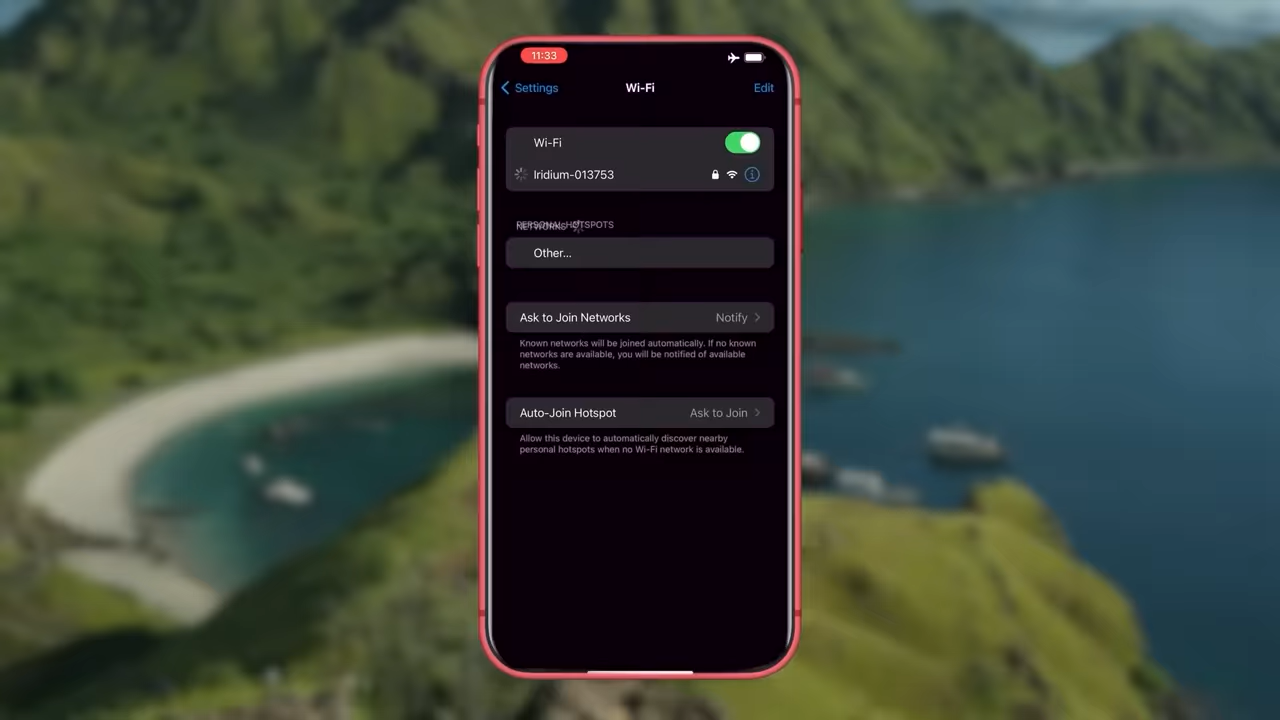 11:33
Settings
Wi-Fi
Edit
Wi-Fi
Iridium-013753
PERSONAL HOTSPOTS
NETWORKS
Other...
Ask to Join Networks
Notify
Known networks will be joined automatically. If no known
networks are available, you will be notified of available
networks.
Auto-Join Hotspot
Ask to Join
Allow this device to automatically discover nearby
personal hotspots when no Wi-Fi network is available.